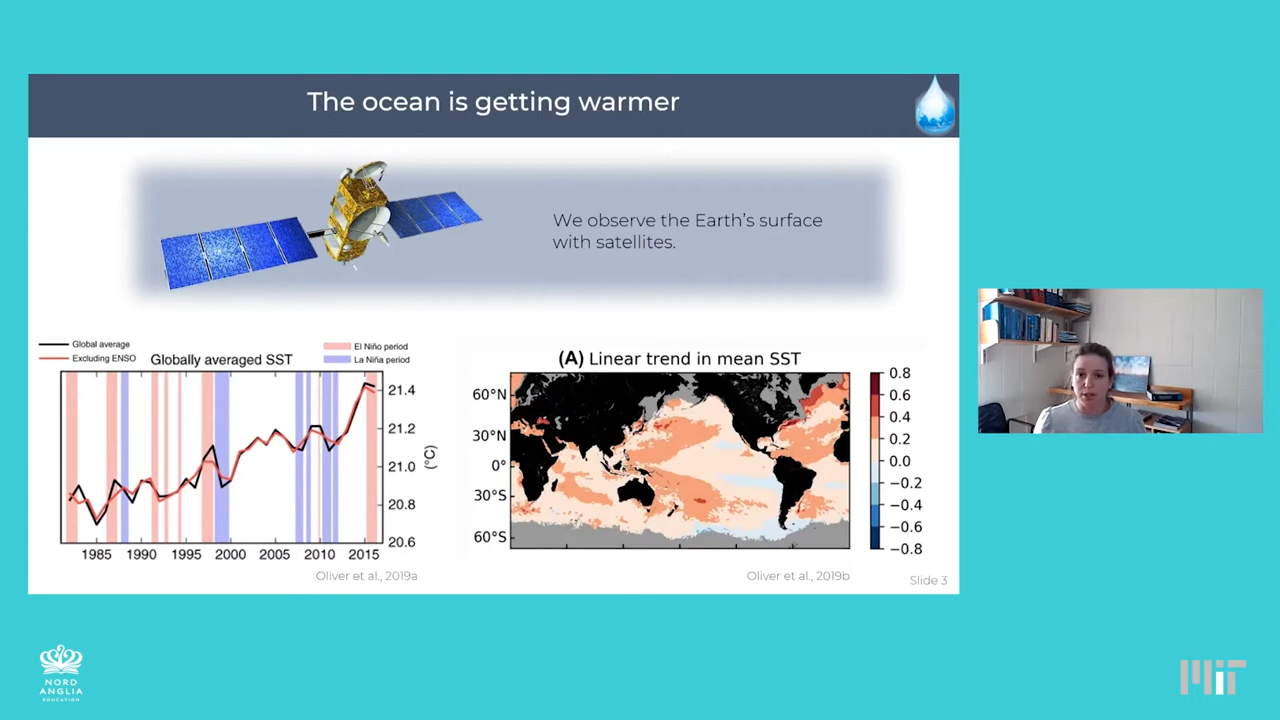 The ocean is getting warmer
We observe the Earth's surface
with satellites.
Global average
Excluding ENSO
Globally averaged SST
El Niño period
La Niña period
21.4
21.2
21.0
20.8
20.6
(°C)
1985 1990 1995 2000 2005 2010 2015
Oliver et al., 2019a
(A) Linear trend in mean SST
60°N
30°N
0°
30°S
60°S
0.8
0.6
0.4
0.2
0.0
−0.2
−0.4
−0.6
−0.8
Oliver et al., 2019b
Slide 3
NORD
ANGLIA
EDUCATION
MIT